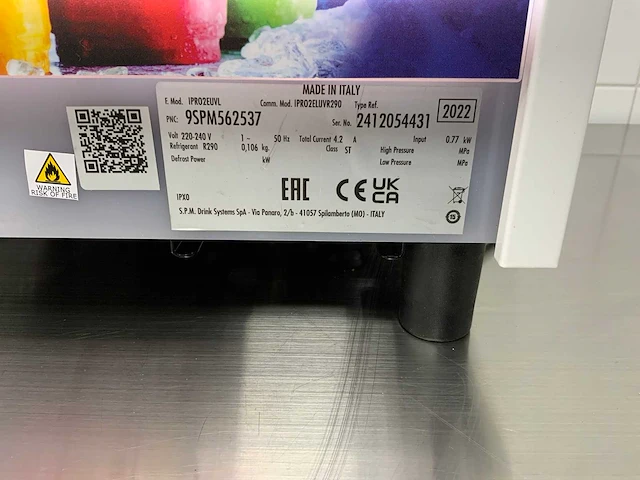 MADE IN ITALY
F. Mod. IPRO2EUVL Comm. Mod. IPRO2ELUVR290 Type Ref.
PNC: 9SPM562537 Ser. No. 2412054431 2022
Volt 220-240 V 1 – 50 Hz Total Current 4.2 A Input 0.77 kW
Refrigerant R290 0,106 kg. Class ST High Pressure MPa
Defrost Power kW Low Pressure MPa
WARNING
RISK OF FIRE
IPX0
EAC CE UK CA
S.P.M. Drink Systems SpA - Via Panaro, 2/b - 41057 Spilamberto (MO) - ITALY